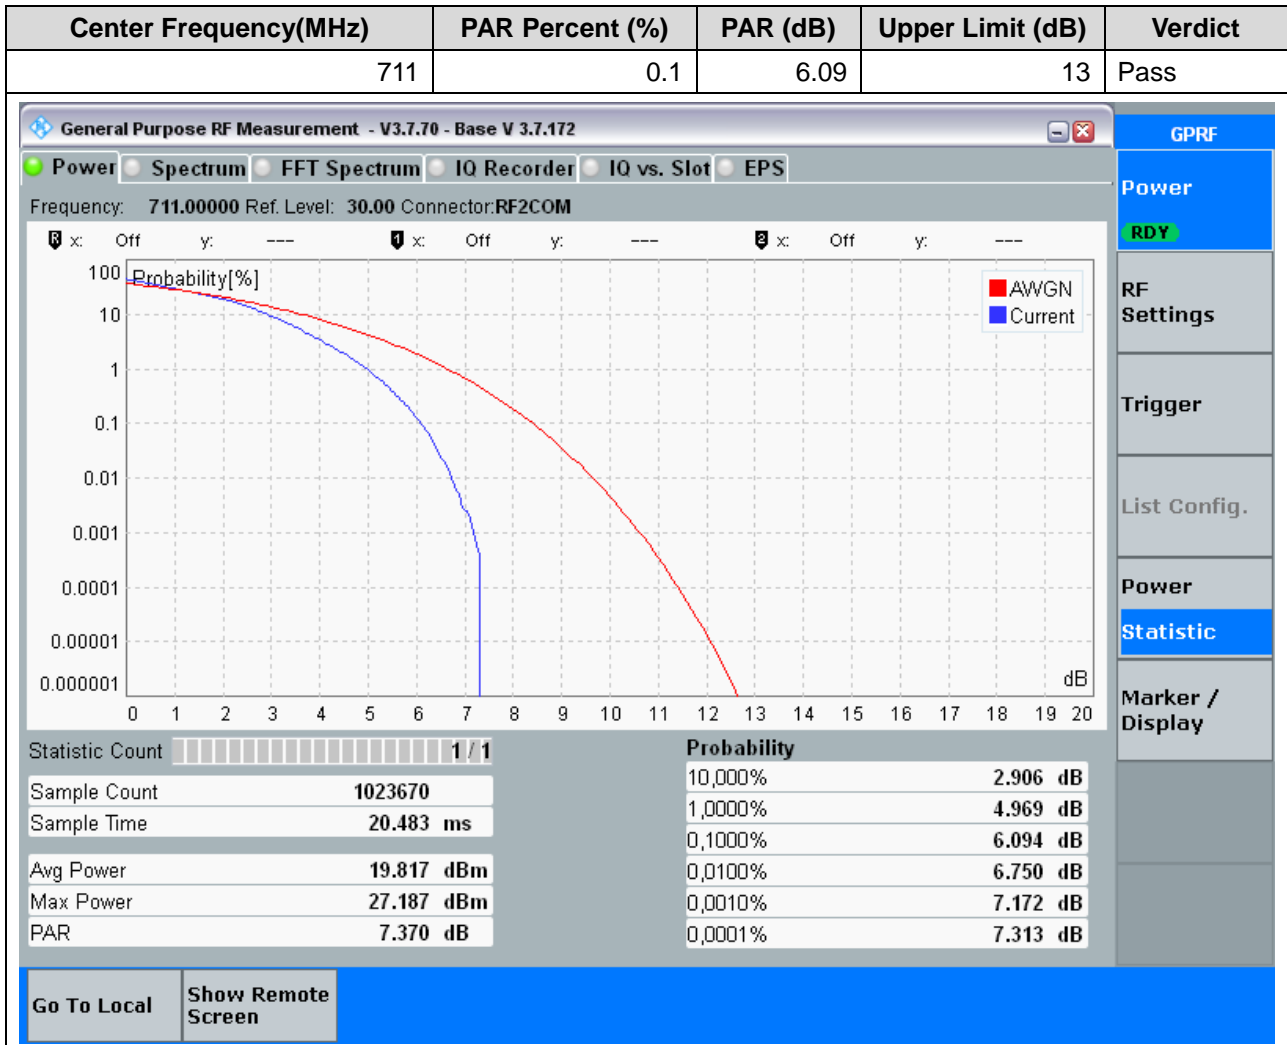 Center Frequency(MHz) PAR Percent (%) PAR (dB) Upper Limit (dB) Verdict
711 0.1 6.09 13 Pass
General Purpose RF Measurement - V3.7.70 - Base V 3.7.172
GPRF
Power Spectrum FFT Spectrum IQ Recorder IQ vs. Slot EPS
Frequency: 711.00000 Ref. Level: 30.00 Connector:RF2COM
R x: Off y: --- 1 x: Off y: --- 2 x: Off y: ---
Probability[%]
AWGN
Current
100
10
1
0.1
0.01
0.001
0.0001
0.00001
0.000001
dB
0 1 2 3 4 5 6 7 8 9 10 11 12 13 14 15 16 17 18 19 20
Statistic Count 1 / 1
Sample Count 1023670
Sample Time 20.483 ms
Avg Power 19.817 dBm
Max Power 27.187 dBm
PAR 7.370 dB
Probability
10,000% 2.906 dB
1,0000% 4.969 dB
0,1000% 6.094 dB
0,0100% 6.750 dB
0,0010% 7.172 dB
0,0001% 7.313 dB
Power
RDY
RF
Settings
Trigger
List Config.
Power
Statistic
Marker /
Display
Go To Local
Show Remote
Screen